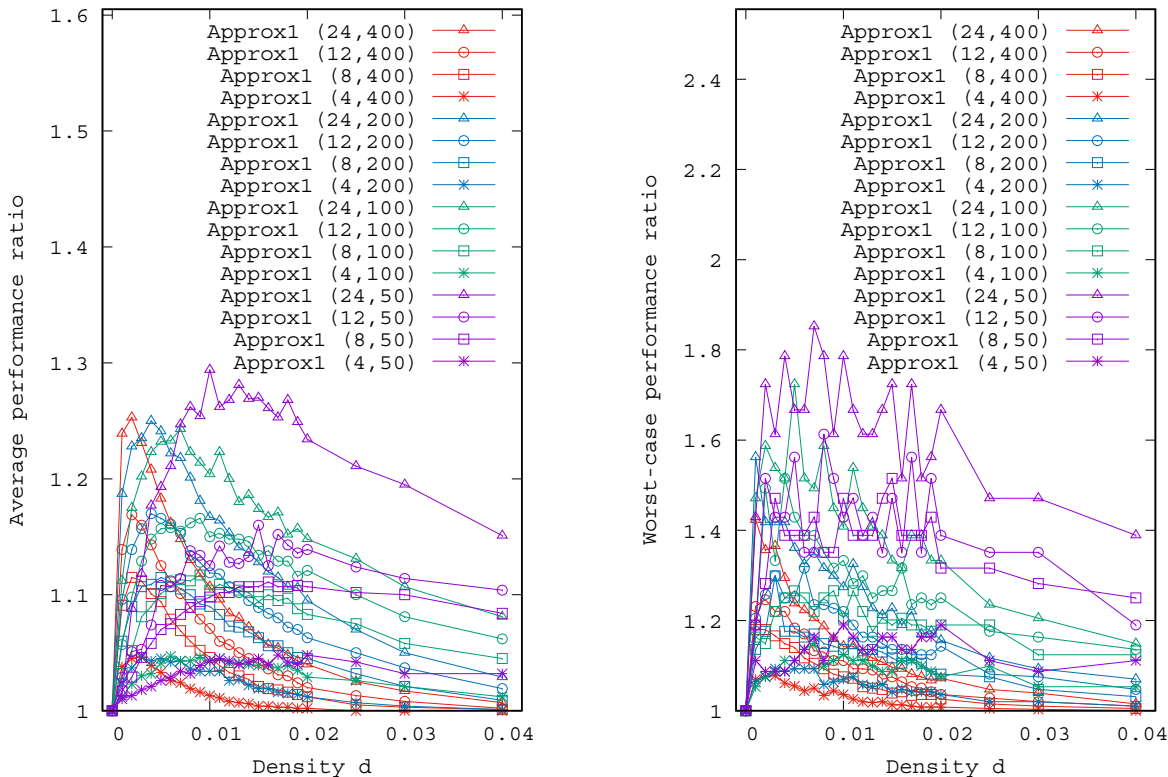 1.6
1.5
1.4
1.3
1.2
1.1
1
0
0.01
0.02
0.03
0.04
Average performance ratio
Density d
Approx1 (24,400)
Approx1 (12,400)
Approx1 (8,400)
Approx1 (4,400)
Approx1 (24,200)
Approx1 (12,200)
Approx1 (8,200)
Approx1 (4,200)
Approx1 (24,100)
Approx1 (12,100)
Approx1 (8,100)
Approx1 (4,100)
Approx1 (24,50)
Approx1 (12,50)
Approx1 (8,50)
Approx1 (4,50)
2.4
2.2
2
1.8
1.6
1.4
1.2
1
0
0.01
0.02
0.03
0.04
Worst-case performance ratio
Density d
Approx1 (24,400)
Approx1 (12,400)
Approx1 (8,400)
Approx1 (4,400)
Approx1 (24,200)
Approx1 (12,200)
Approx1 (8,200)
Approx1 (4,200)
Approx1 (24,100)
Approx1 (12,100)
Approx1 (8,100)
Approx1 (4,100)
Approx1 (24,50)
Approx1 (12,50)
Approx1 (8,50)
Approx1 (4,50)